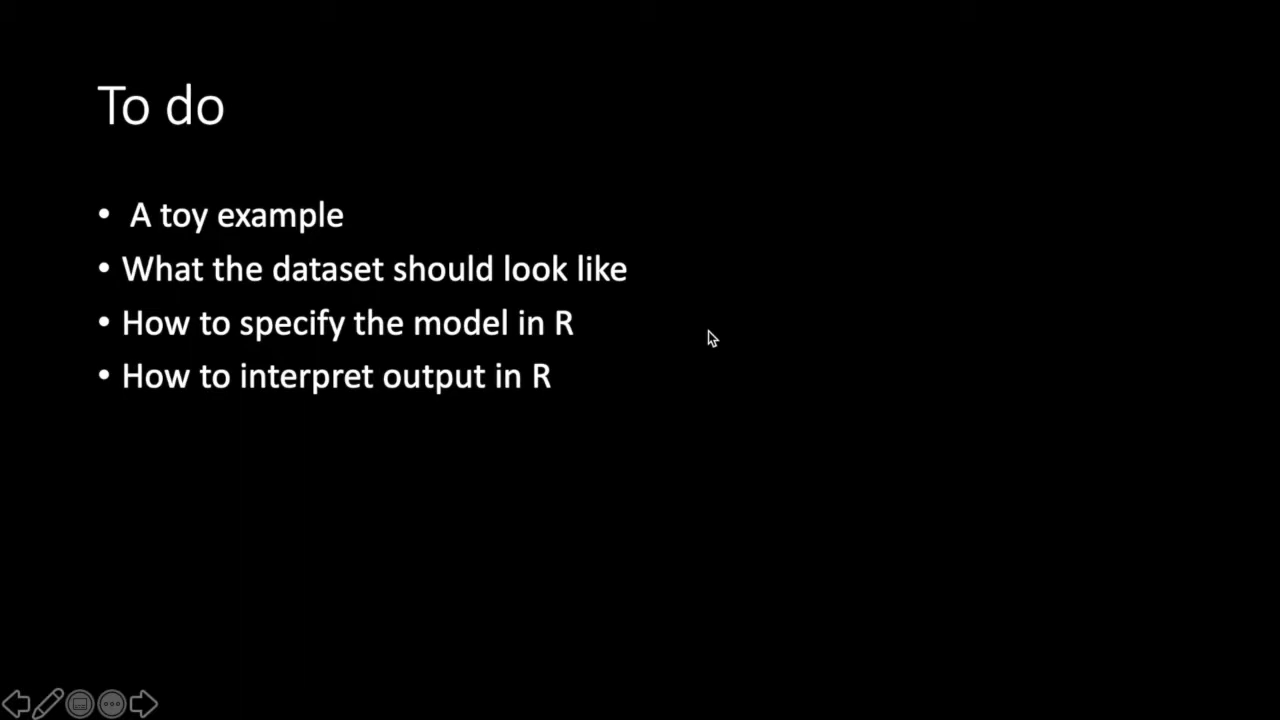 To do
• A toy example
• What the dataset should look like
• How to specify the model in R
• How to interpret output in R